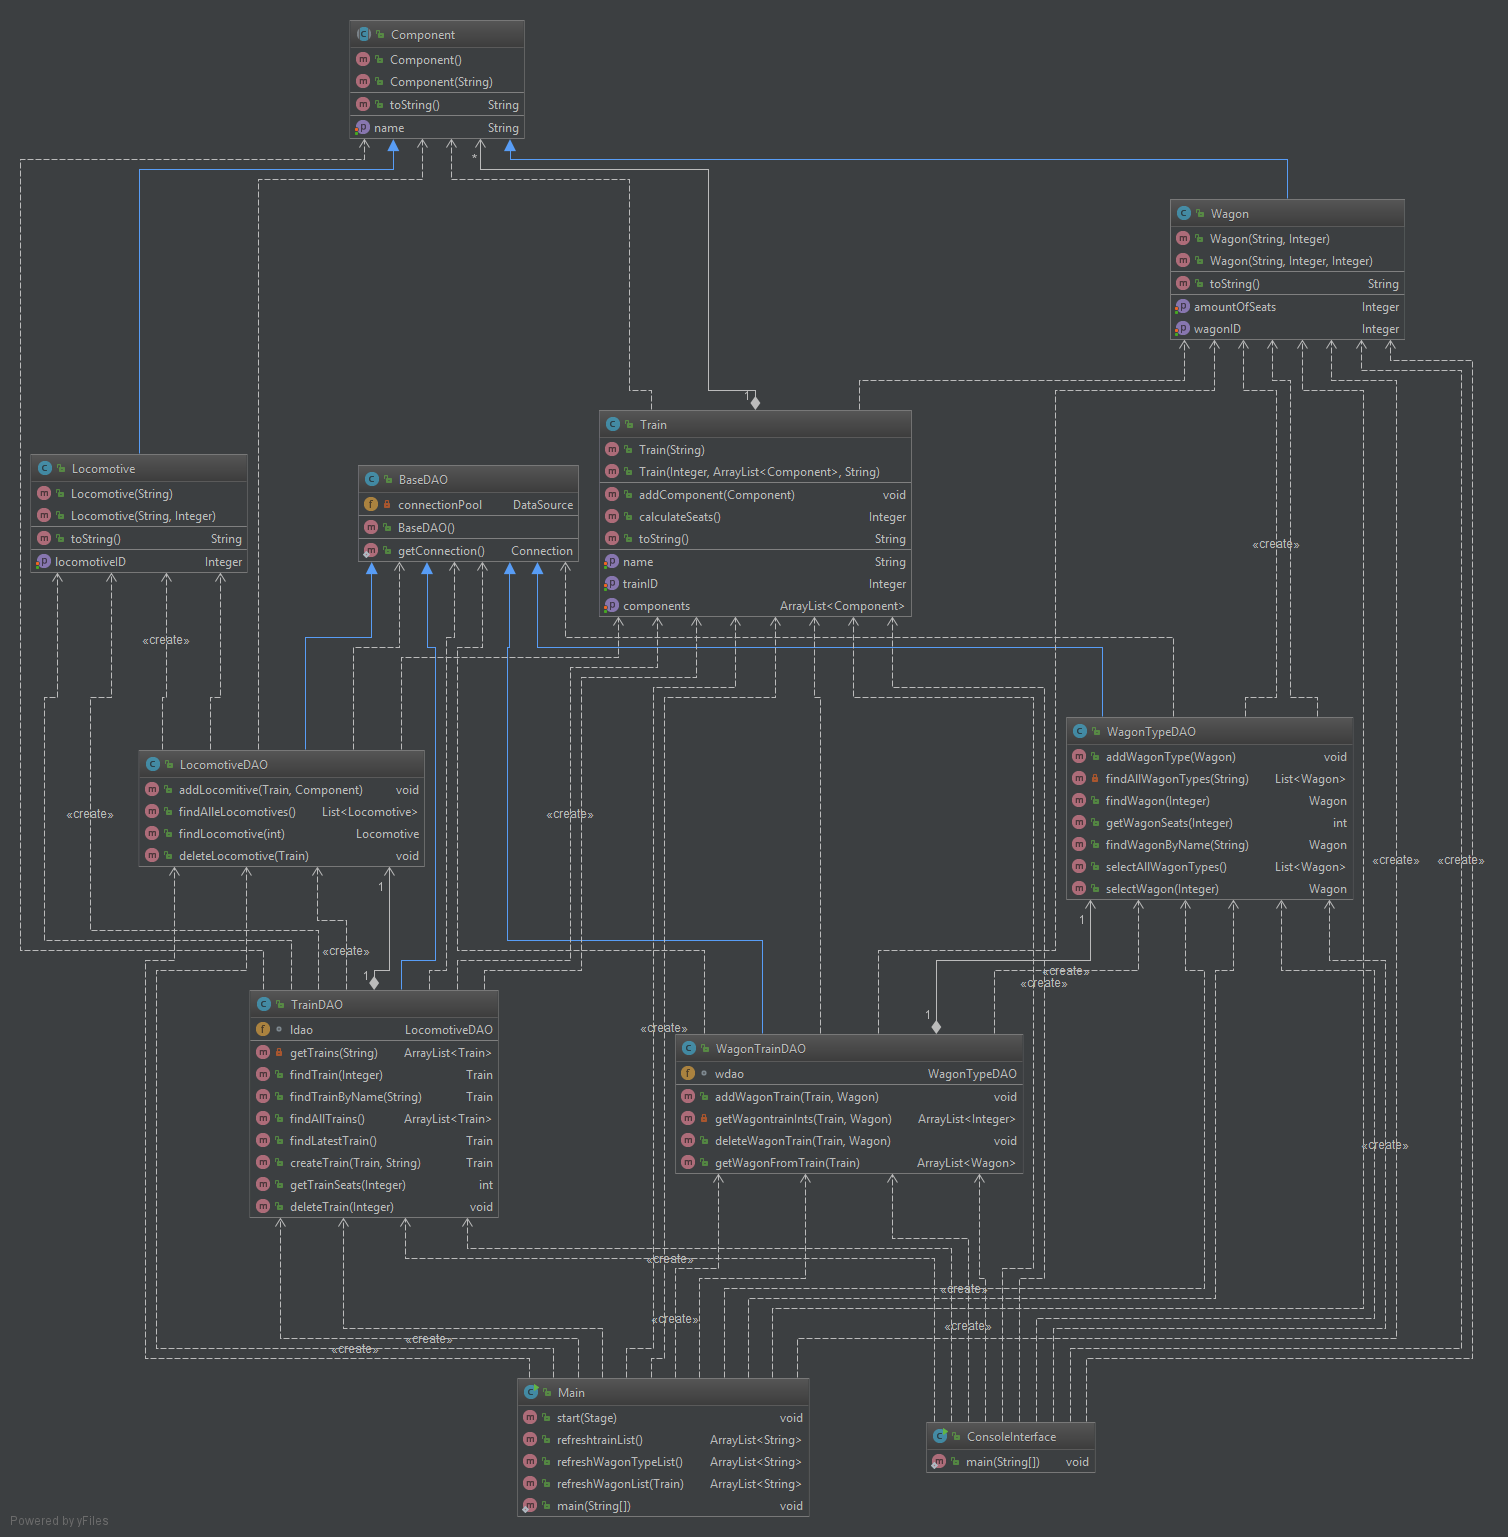 Component
Component()
Component(String)
toString() String
name String
*
Wagon
Wagon(String, Integer)
Wagon(String, Integer, Integer)
toString() String
amountOfSeats Integer
wagonID Integer
1
Train
Train(String)
Train(Integer, ArrayList<Component>, String)
addComponent(Component) void
calculateSeats() Integer
toString() String
name String
trainID Integer
components ArrayList<Component>
Locomotive
Locomotive(String)
Locomotive(String, Integer)
toString() String
locomotiveID Integer
BaseDAO
connectionPool DataSource
BaseDAO()
getConnection() Connection
«create»
«create»
WagonTypeDAO
addWagonType(Wagon) void
findAllWagonTypes(String) List<Wagon>
findWagon(Integer) Wagon
getWagonSeats(Integer) int
findWagonByName(String) Wagon
selectAllWagonTypes() List<Wagon>
selectWagon(Integer) Wagon
LocomotiveDAO
addLocomitive(Train, Component) void
findAlleLocomotives() List<Locomotive>
findLocomotive(int) Locomotive
deleteLocomotive(Train) void
«create»
«create»
«create»
«create»
1
1
«create»
«create»
«create»
1
1
TrainDAO
ldao LocomotiveDAO
getTrains(String) ArrayList<Train>
findTrain(Integer) Train
findTrainByName(String) Train
findAllTrains() ArrayList<Train>
findLatestTrain() Train
createTrain(Train, String) Train
getTrainSeats(Integer) int
deleteTrain(Integer) void
«create»
WagonTrainDAO
wdao WagonTypeDAO
addWagonTrain(Train, Wagon) void
getWagontrainInts(Train, Wagon) ArrayList<Integer>
deleteWagonTrain(Train, Wagon) void
getWagonFromTrain(Train) ArrayList<Wagon>
«create»
«create»
«create»
«create»
«create»
«create»
«create»
Main
start(Stage) void
refreshtrainList() ArrayList<String>
refreshWagonTypeList() ArrayList<String>
refreshWagonList(Train) ArrayList<String>
main(String[]) void
ConsoleInterface
main(String[]) void
Powered by yFiles